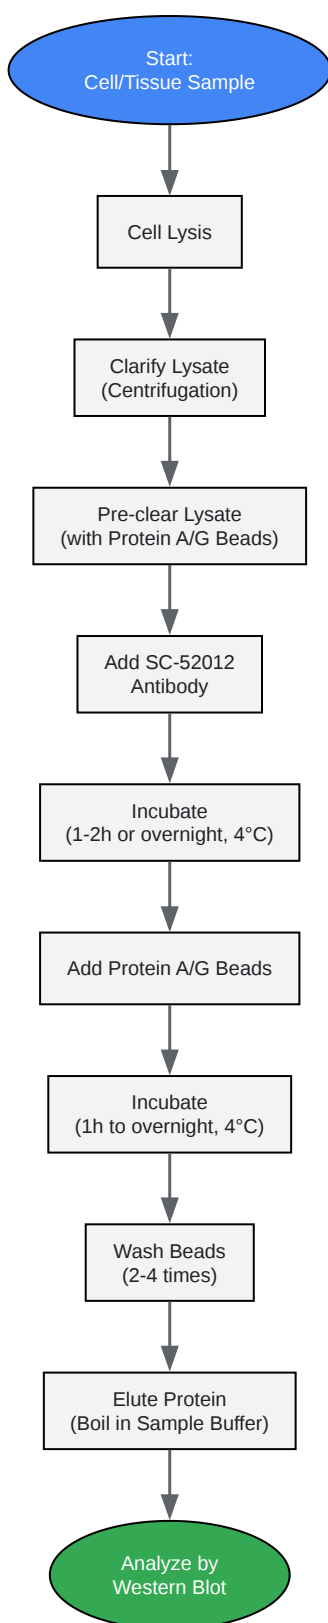 Start:
Cell/Tissue Sample
Cell Lysis
Clarify Lysate
(Centrifugation)
Pre-clear Lysate
(with Protein A/G Beads)
Add SC-52012
Antibody
Incubate
(1-2h or overnight, 4°C)
Add Protein A/G Beads
Incubate
(1h to overnight, 4°C)
Wash Beads
(2-4 times)
Elute Protein
(Boil in Sample Buffer)
Analyze by
Western Blot